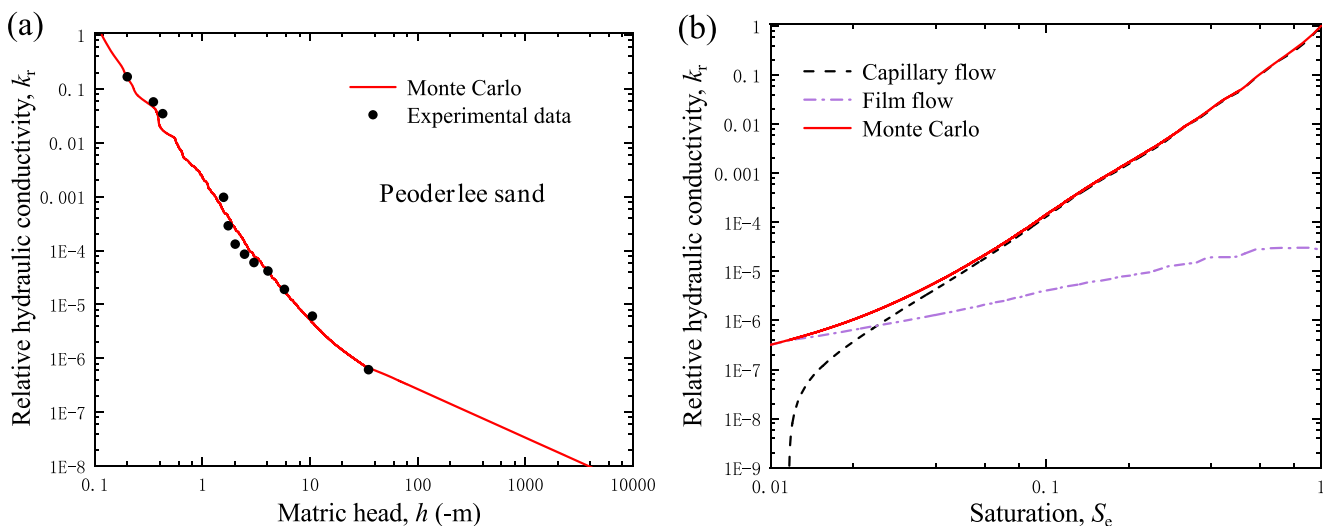 (a)
Relative hydraulic conductivity, kr
1
0.1
0.01
0.001
1E-4
1E-5
1E-6
1E-7
1E-8
Monte Carlo
Experimental data
Peoderlee sand
0.1
1
10
100
1000
10000
Matric head, h (-m)
(b)
Relative hydraulic conductivity, kr
1
0.1
0.01
0.001
1E-4
1E-5
1E-6
1E-7
1E-8
1E-9
Capillary flow
Film flow
Monte Carlo
0.01
0.1
1
Saturation, Se